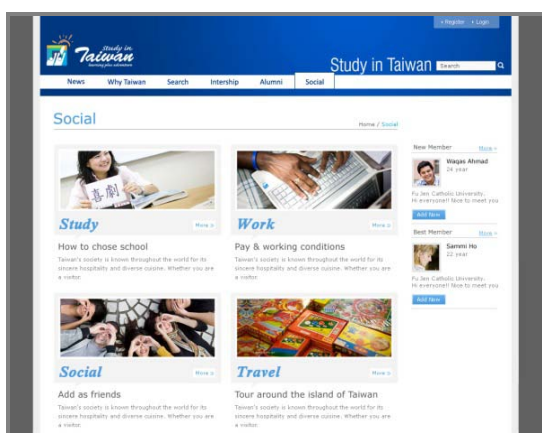 Register Login
Study in
Taiwan
learning plus adventure
Study in Taiwan
Search
News Why Taiwan Search Intership Alumni Social
Social
Home / Social
New Member More »
Waqas Ahmad
24 year
Fu Jen Catholic University.
Hi everyone!! Nice to meet you
Add New
Best Member More »
Sammi Ho
22 year
Fu Jen Catholic University.
Hi everyone!! Nice to meet you
Add New
喜劇
Study More »
How to chose school
Taiwan's society is known throughout the world for its
sincere hospitality and diverse cuisine. Whether you are
a visitor.
Work More »
Pay & working conditions
Taiwan's society is known throughout the world for its
sincere hospitality and diverse cuisine. Whether you are
a visitor.
Social More »
Add as friends
Taiwan's society is known throughout the world for its
sincere hospitality and diverse cuisine. Whether you are
a visitor.
Travel More »
Tour around the island of Taiwan
Taiwan's society is known throughout the world for its
sincere hospitality and diverse cuisine. Whether you are
a visitor.